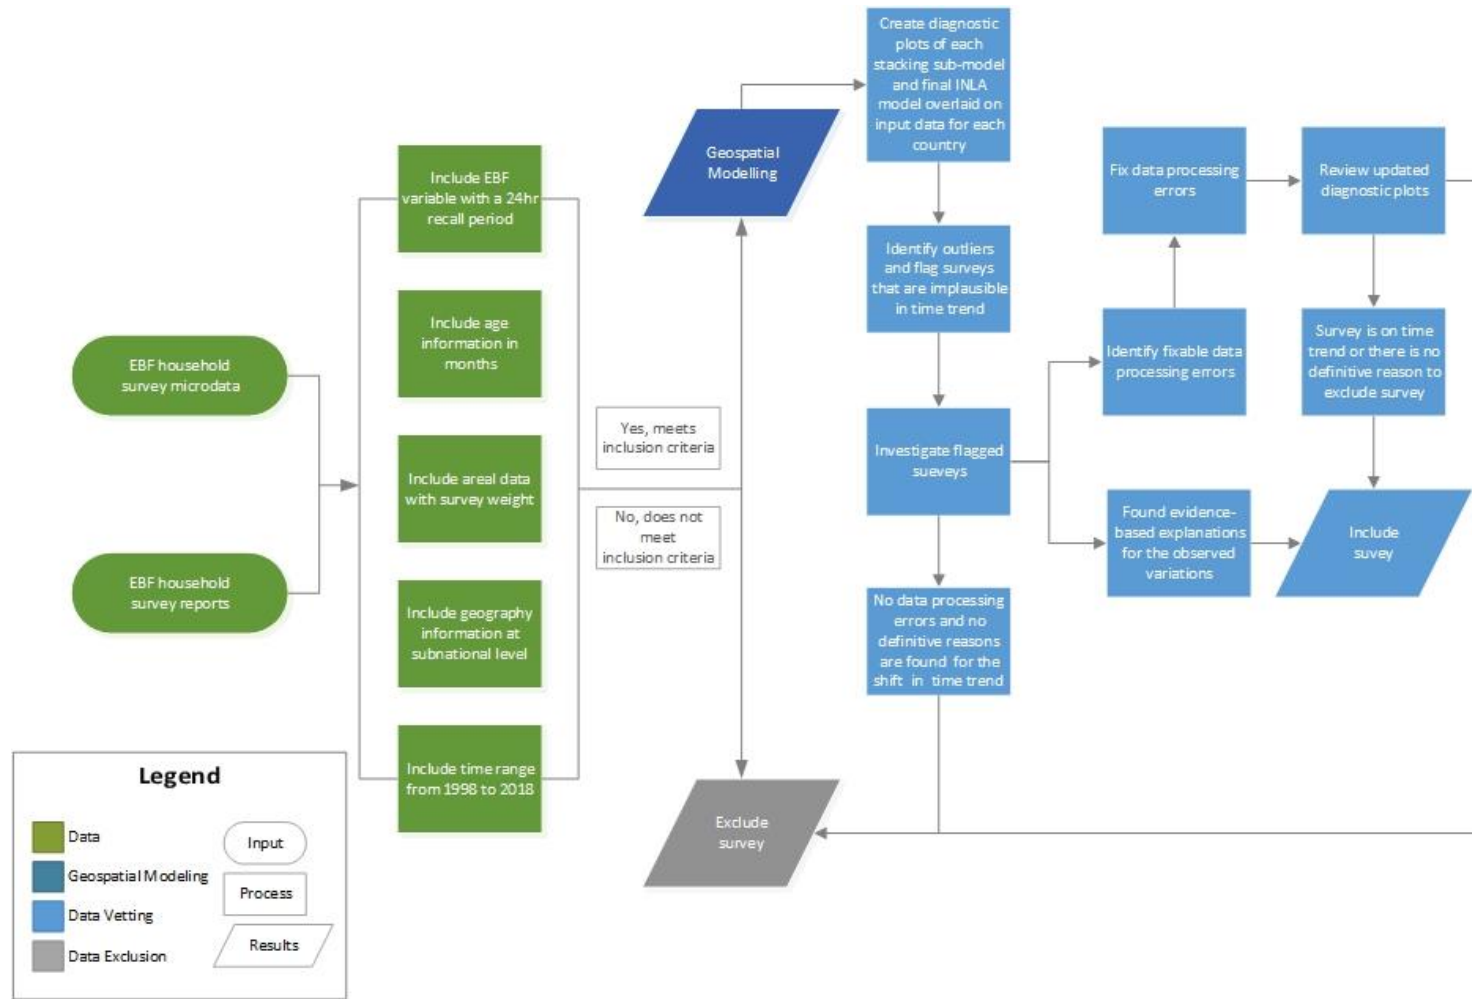 EBF household
survey microdata
EBF household
survey reports
Include EBF
variable with a 24hr
recall period
Include age
information in
months
Include areal data
with survey weight
Include geography
information at
subnational level
Include time range
from 1998 to 2018
Yes, meets
inclusion criteria
No, does not
meet
inclusion criteria
Geospatial
Modelling
Exclude
survey
Create diagnostic
plots of each
stacking sub-model
and final INLA
model overlaid on
input data for each
country
Identify outliers
and flag surveys
that are implausible
in time trend
Investigate flagged
sueveys
No data processing
errors and no
definitive reasons
are found for the
shift in time trend
Fix data processing
errors
Identify fixable data
processing errors
Found evidence-
based explanations
for the observed
variations
Review updated
diagnostic plots
Survey is on time
trend or there is no
definitive reason to
exclude survey
Include
suvey
Legend
Data
Geospatial Modeling
Data Vetting
Data Exclusion
Input
Process
Results